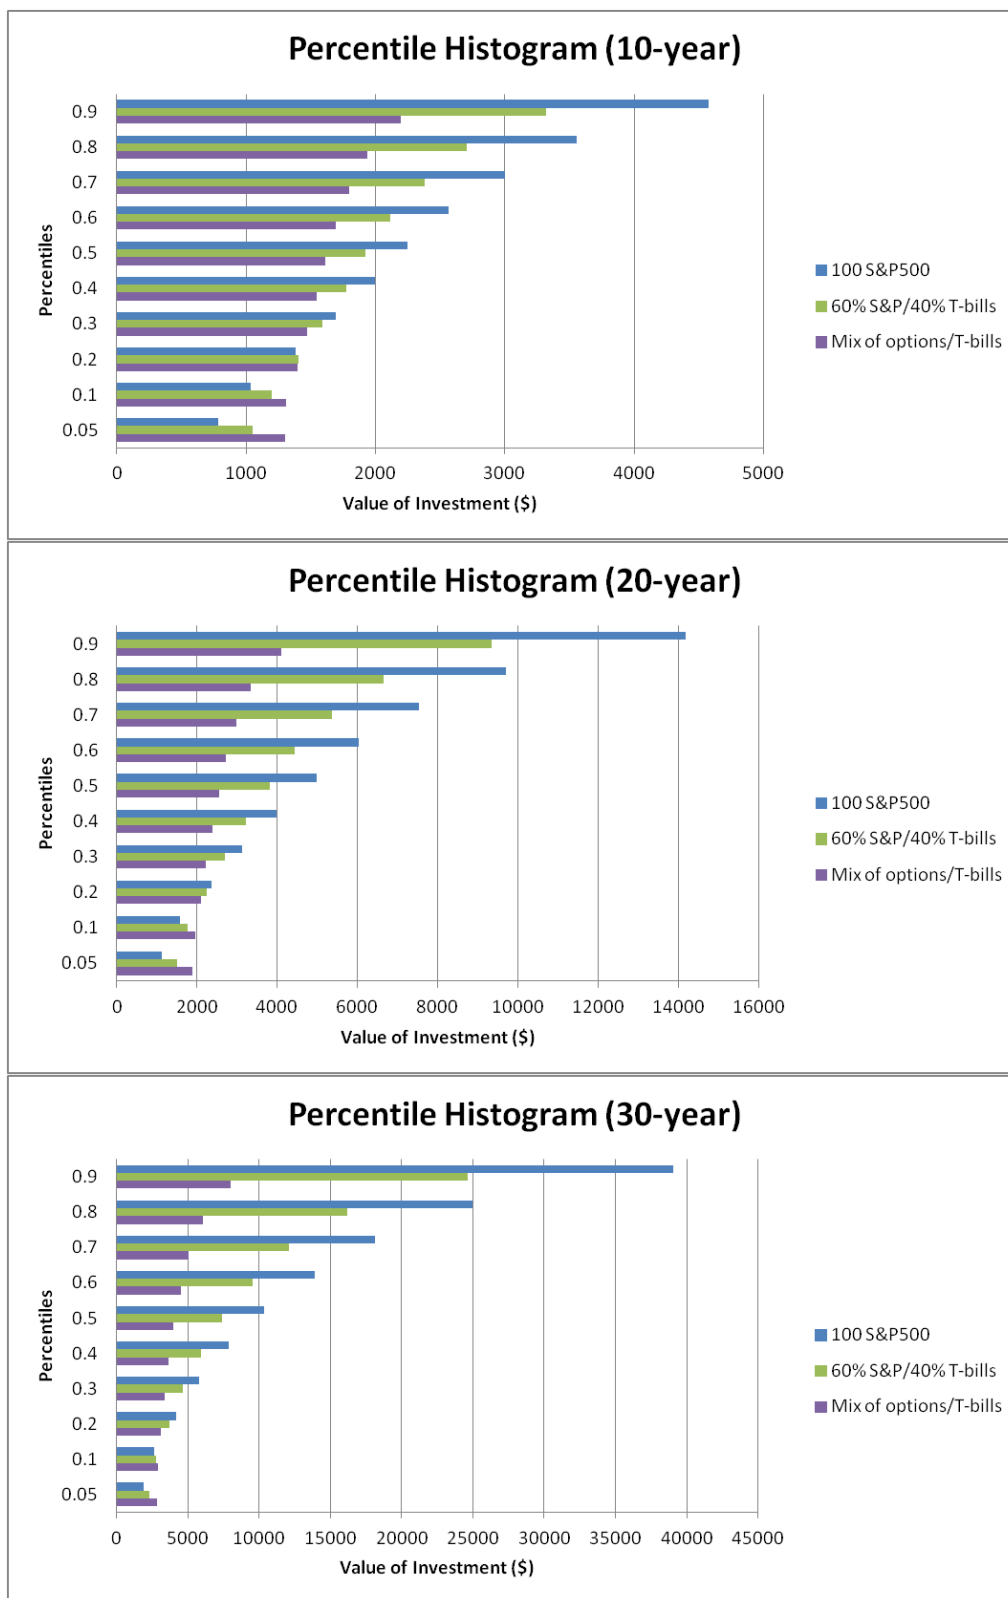 Percentile Histogram (10-year)
Percentiles
0.9
0.8
0.7
0.6
0.5
0.4
0.3
0.2
0.1
0.05
0 1000 2000 3000 4000 5000
Value of Investment ($)
100 S&P500
60% S&P/40% T-bills
Mix of options/T-bills
Percentile Histogram (20-year)
Percentiles
0.9
0.8
0.7
0.6
0.5
0.4
0.3
0.2
0.1
0.05
0 2000 4000 6000 8000 10000 12000 14000 16000
Value of Investment ($)
100 S&P500
60% S&P/40% T-bills
Mix of options/T-bills
Percentile Histogram (30-year)
Percentiles
0.9
0.8
0.7
0.6
0.5
0.4
0.3
0.2
0.1
0.05
0 5000 10000 15000 20000 25000 30000 35000 40000 45000
Value of Investment ($)
100 S&P500
60% S&P/40% T-bills
Mix of options/T-bills